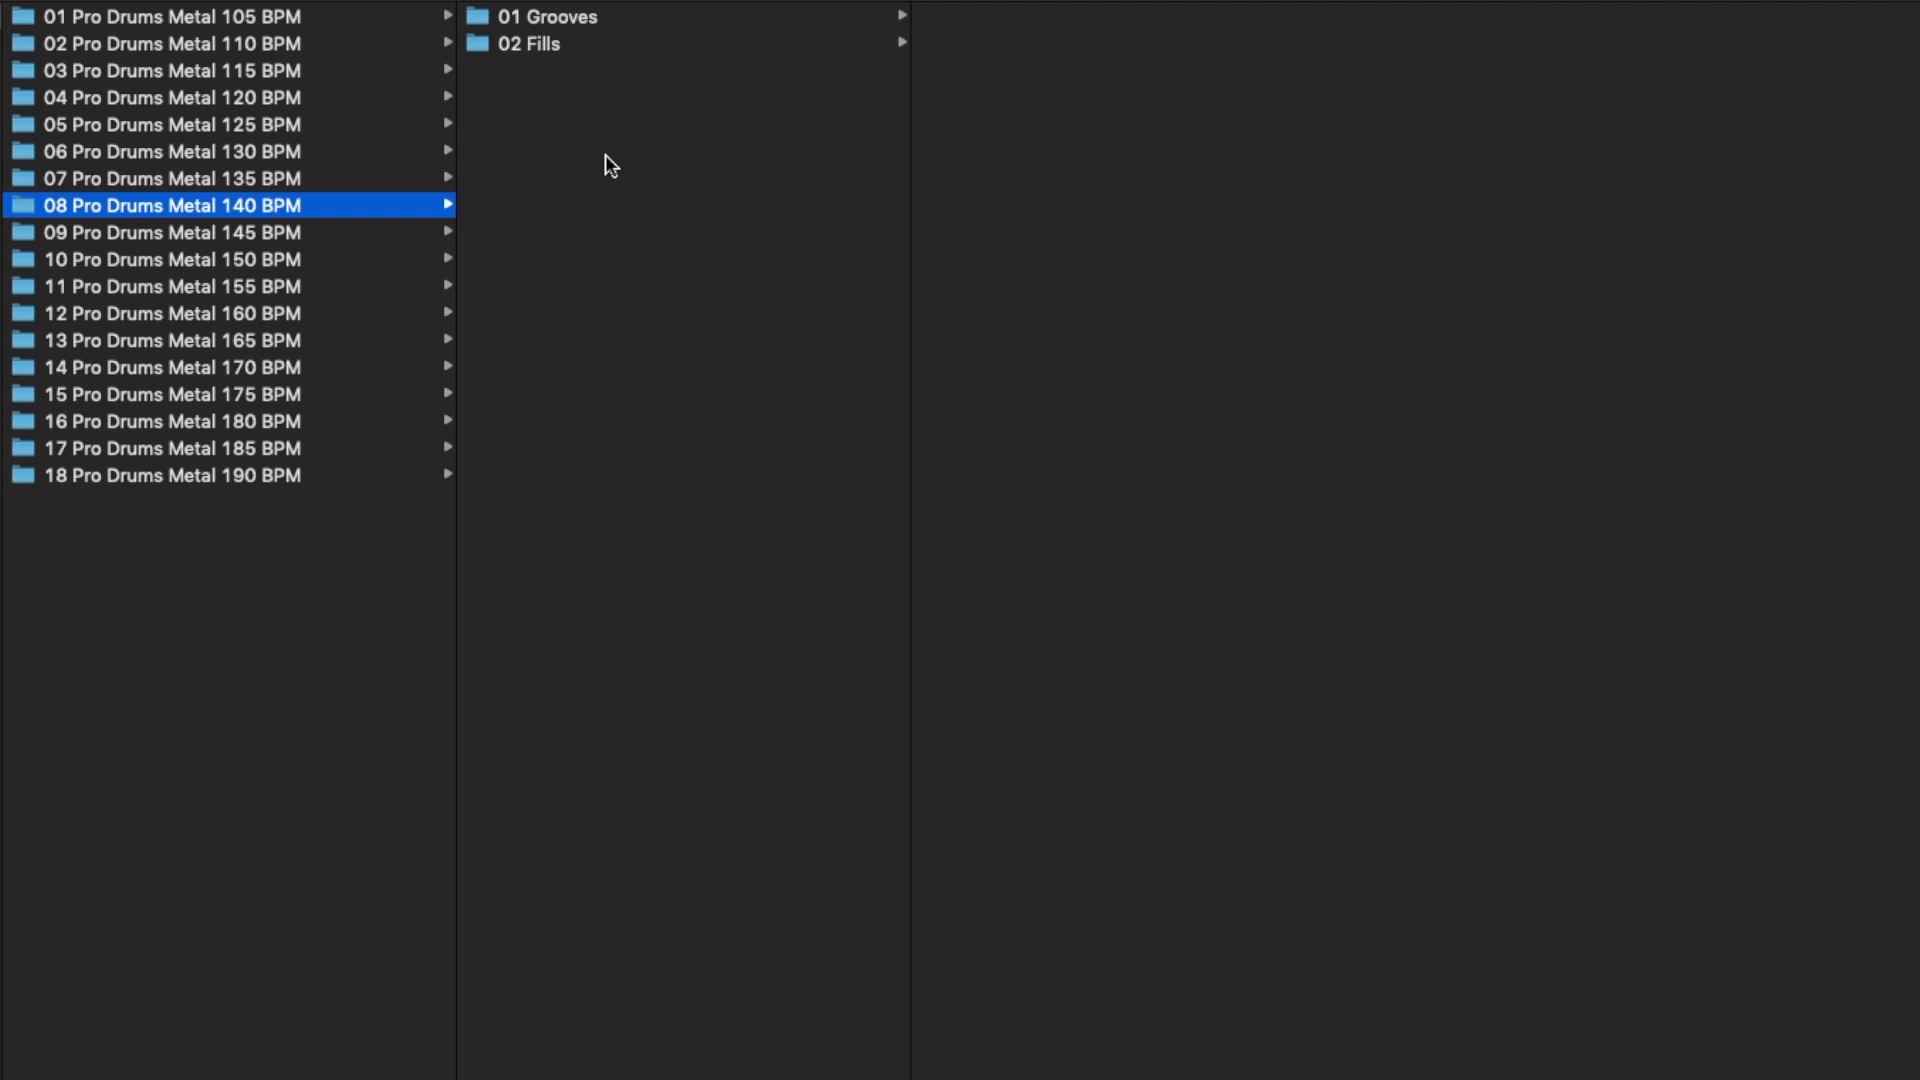 01 Pro Drums Metal 105 BPM
02 Pro Drums Metal 110 BPM
03 Pro Drums Metal 115 BPM
04 Pro Drums Metal 120 BPM
05 Pro Drums Metal 125 BPM
06 Pro Drums Metal 130 BPM
07 Pro Drums Metal 135 BPM
08 Pro Drums Metal 140 BPM
09 Pro Drums Metal 145 BPM
10 Pro Drums Metal 150 BPM
11 Pro Drums Metal 155 BPM
12 Pro Drums Metal 160 BPM
13 Pro Drums Metal 165 BPM
14 Pro Drums Metal 170 BPM
15 Pro Drums Metal 175 BPM
16 Pro Drums Metal 180 BPM
17 Pro Drums Metal 185 BPM
18 Pro Drums Metal 190 BPM
01 Grooves
02 Fills